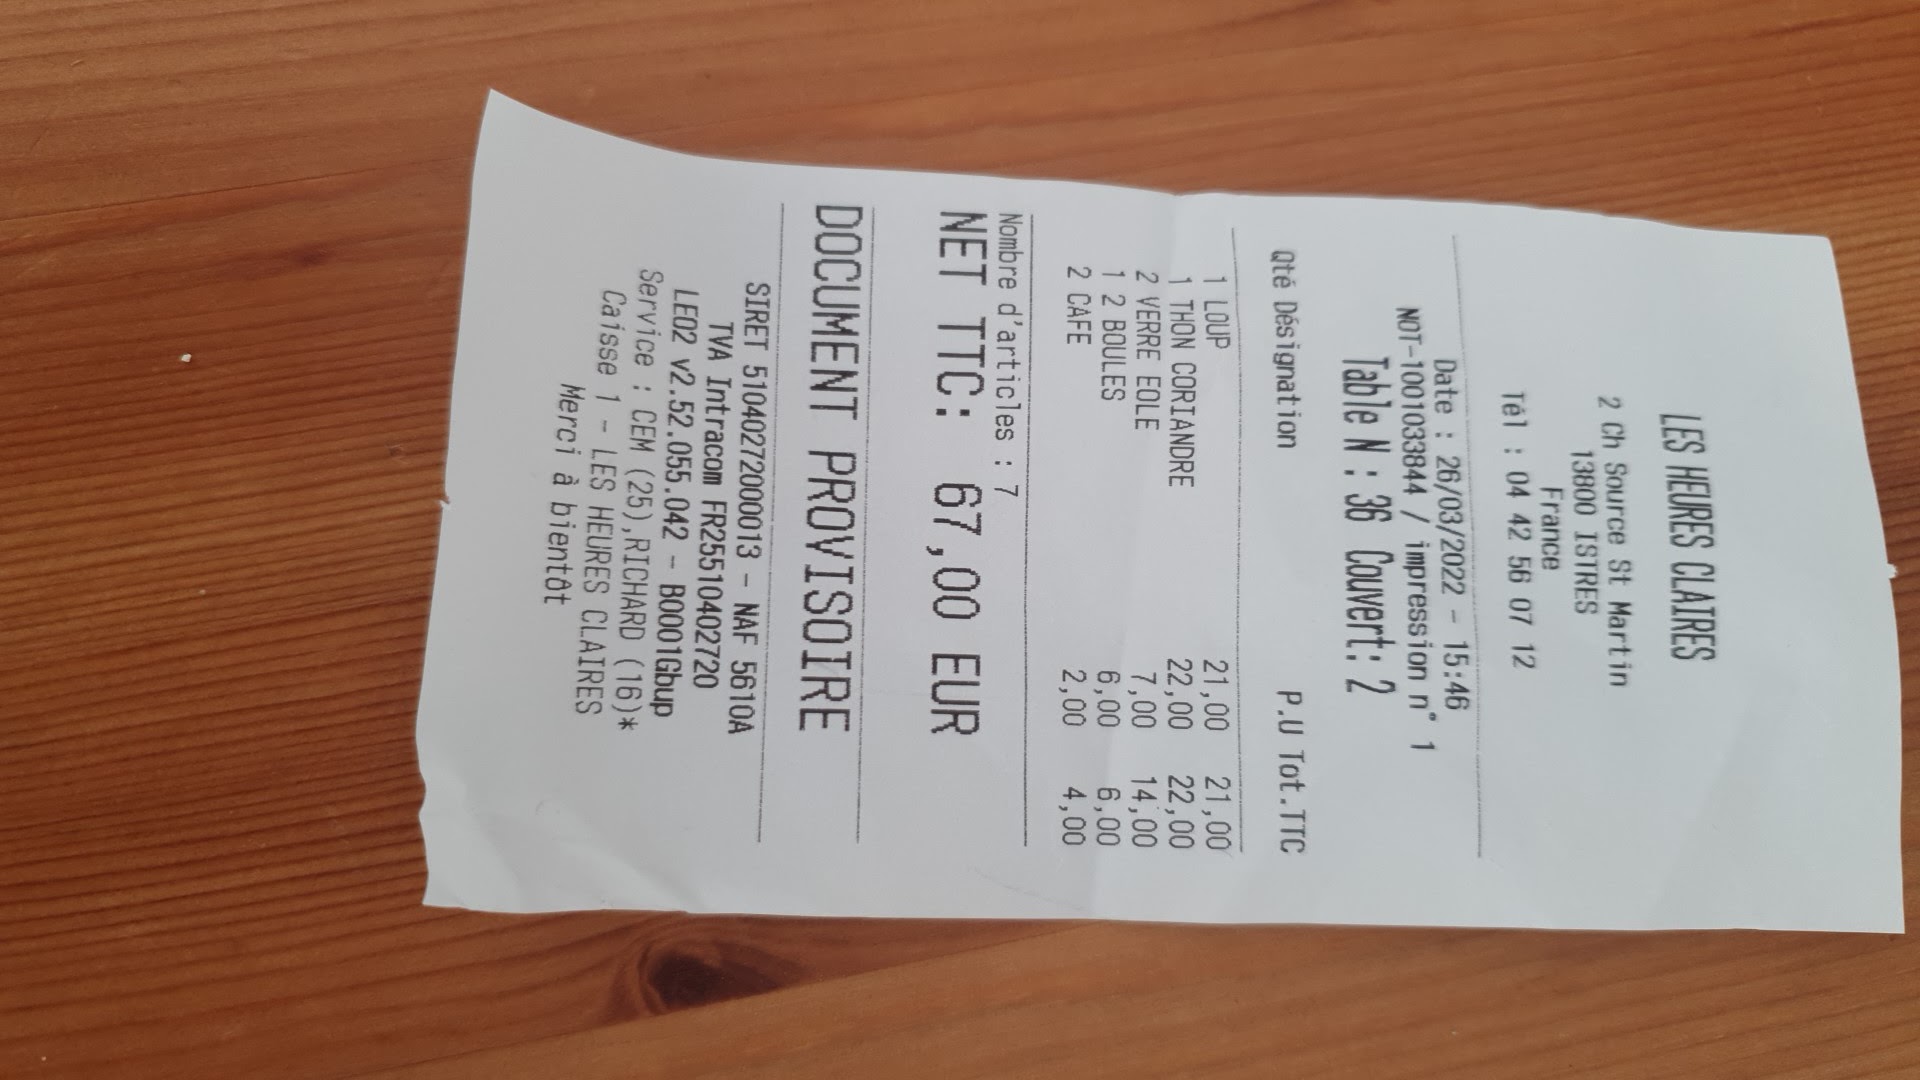 LES HEURES CLAIRES
2 Ch Source St Martin
13800 ISTRES
France
Tél : 04 42 56 07 12
Date : 26/03/2022 - 15:46
NOT-1001033844 / impression n° 1
Table N : 36 Couvert: 2
Qté Désignation P.U Tot.TTC
1 LOUP 21,00 21,00
1 THON CORIANDRE 22,00 22,00
2 VERRE EOLE 7,00 14,00
1 2 BOULES 6,00 6,00
2 CAFE 2,00 4,00
Nombre d'articles : 7
NET TTC: 67,00 EUR
DOCUMENT PROVISOIRE
SIRET 51040272000013 - NAF 5610A
TVA Intracom FR25510402720
LEO2 v2.52.055.042 - B0001Gbup
Service : CEM (25),RICHARD (16)*
Caisse 1 - LES HEURES CLAIRES
Merci à bientôt